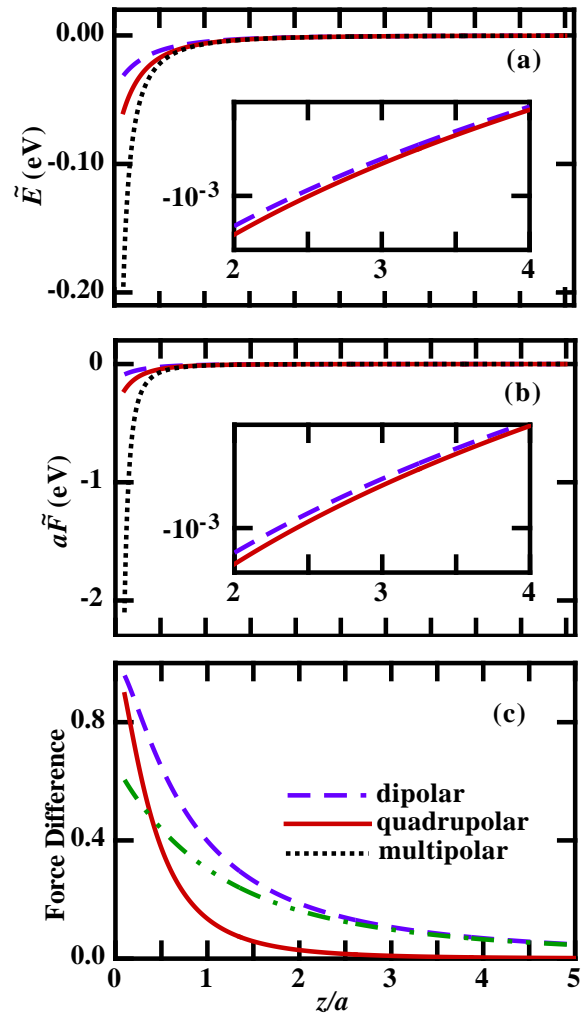 0.00
(a)
-0.10
-0.20
Ẽ (eV)
-10⁻³
2 3 4
0
(b)
-1
-2
aF̃ (eV)
-10⁻³
2 3 4
(c)
0.8
0.4
0.0
Force Difference
dipolar
quadrupolar
multipolar
0 1 2 3 4 5
z/a